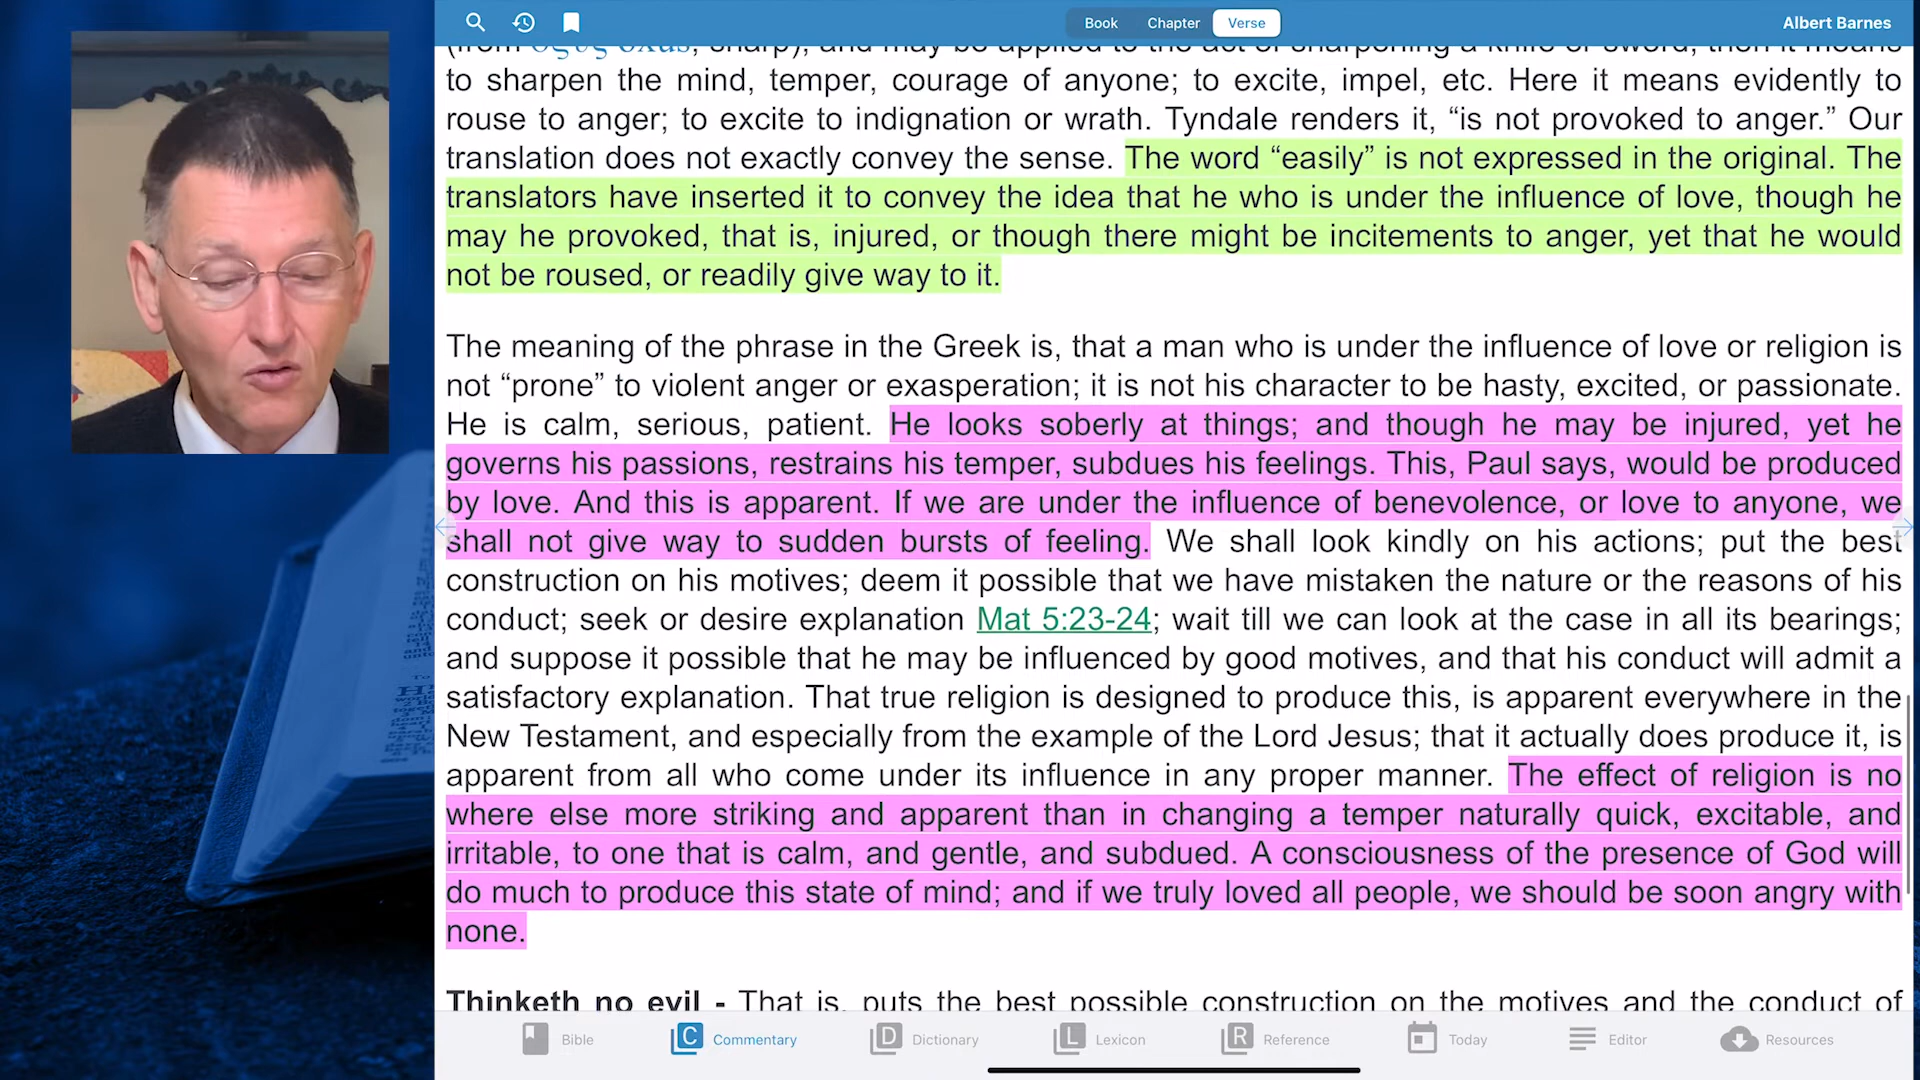 Book Chapter Verse
Albert Barnes
(from ὀξύς oxus, sharp), and may be applied to the act of sharpening a knife or sword; then it means
to sharpen the mind, temper, courage of anyone; to excite, impel, etc. Here it means evidently to
rouse to anger; to excite to indignation or wrath. Tyndale renders it, “is not provoked to anger.” Our
translation does not exactly convey the sense. The word “easily” is not expressed in the original. The
translators have inserted it to convey the idea that he who is under the influence of love, though he
may he provoked, that is, injured, or though there might be incitements to anger, yet that he would
not be roused, or readily give way to it.
The meaning of the phrase in the Greek is, that a man who is under the influence of love or religion is
not “prone” to violent anger or exasperation; it is not his character to be hasty, excited, or passionate.
He is calm, serious, patient. He looks soberly at things; and though he may be injured, yet he
governs his passions, restrains his temper, subdues his feelings. This, Paul says, would be produced
by love. And this is apparent. If we are under the influence of benevolence, or love to anyone, we
shall not give way to sudden bursts of feeling. We shall look kindly on his actions; put the best
construction on his motives; deem it possible that we have mistaken the nature or the reasons of his
conduct; seek or desire explanation Mat 5:23-24; wait till we can look at the case in all its bearings;
and suppose it possible that he may be influenced by good motives, and that his conduct will admit a
satisfactory explanation. That true religion is designed to produce this, is apparent everywhere in the
New Testament, and especially from the example of the Lord Jesus; that it actually does produce it, is
apparent from all who come under its influence in any proper manner. The effect of religion is no
where else more striking and apparent than in changing a temper naturally quick, excitable, and
irritable, to one that is calm, and gentle, and subdued. A consciousness of the presence of God will
do much to produce this state of mind; and if we truly loved all people, we should be soon angry with
none.
Thinketh no evil - That is, puts the best possible construction on the motives and the conduct of
Bible C Commentary D Dictionary L Lexicon R Reference Today Editor Resources